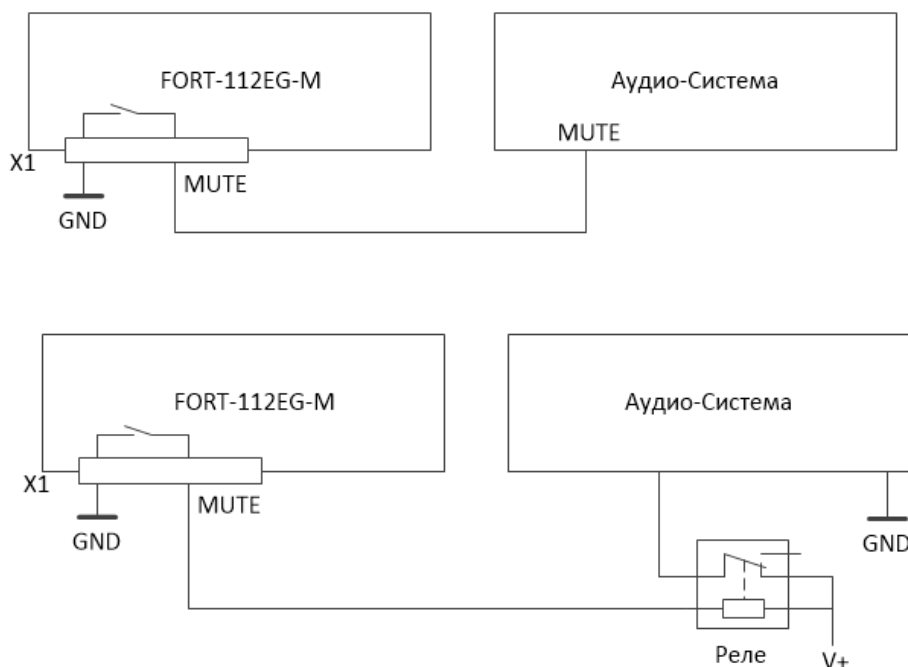 FORT-112EG-M
Аудио-Система
MUTE
X1
MUTE
GND
FORT-112EG-M
Аудио-Система
X1
MUTE
GND
GND
Реле
V+